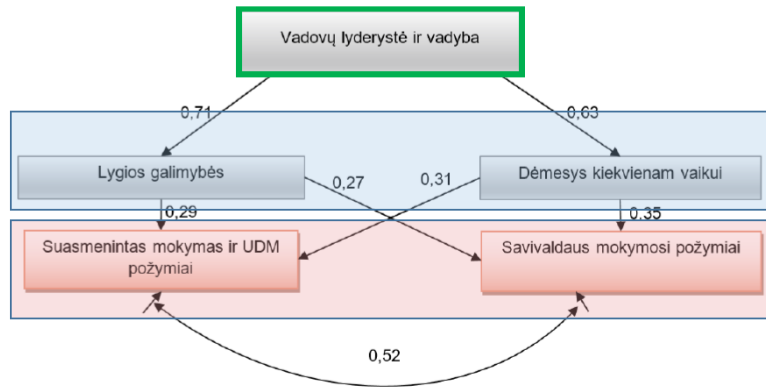 Vadovų lyderystė ir vadyba
0,71
0,63
Lygios galimybės
0,27
0,31
Dėmesys kiekvienam vaikui
0,29
0,35
Suasmenintas mokymas ir UDM
požymiai
Savivaldaus mokymosi požymiai
0,52